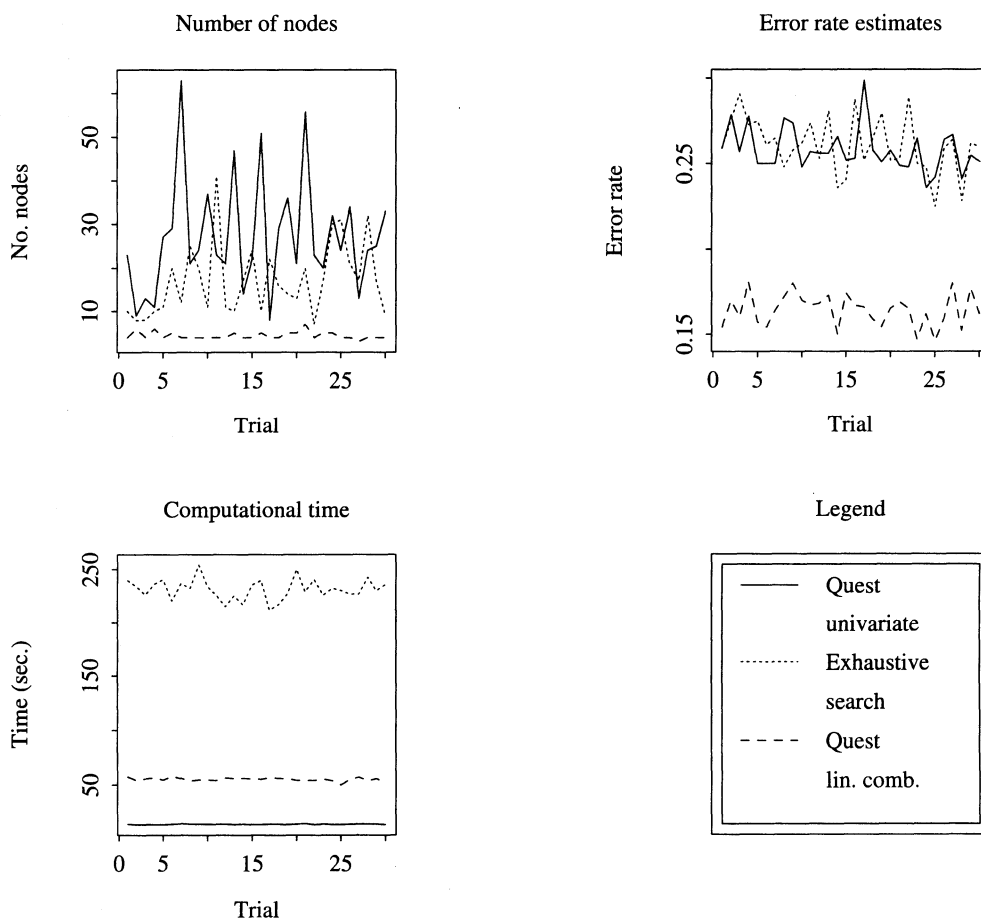 Number of nodes
No. nodes
50
30
10
0 5 15 25
Trial
Error rate estimates
Error rate
0.25
0.15
0 5 15 25
Trial
Computational time
Time (sec.)
250
150
50
0 5 15 25
Trial
Legend
Quest
univariate
Exhaustive
search
Quest
lin. comb.